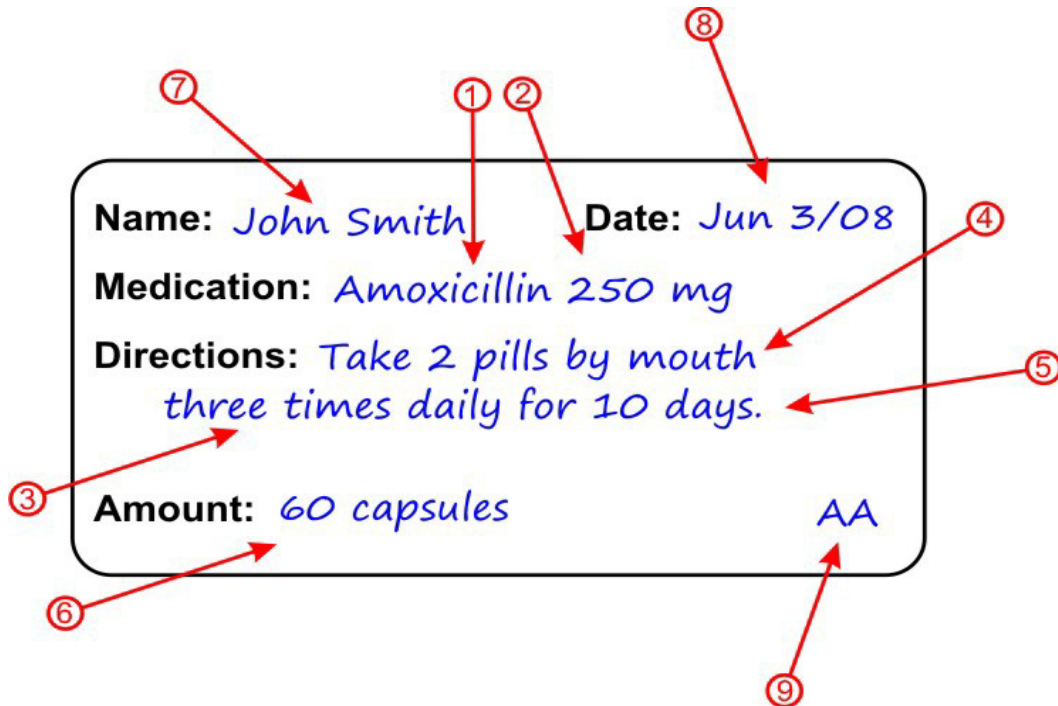 8
7 1 2
Name: John Smith Date: Jun 3/08
4
Medication: Amoxicillin 250 mg
Directions: Take 2 pills by mouth
5
three times daily for 10 days.
3
Amount: 60 capsules AA
6
9